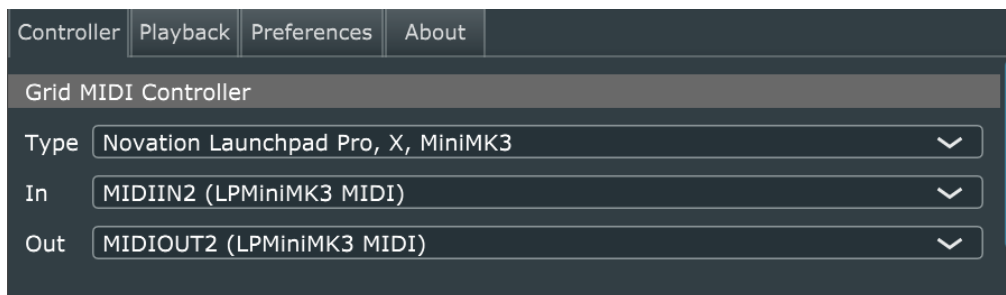 Controller Playback Preferences About
Grid MIDI Controller
Type Novation Launchpad Pro, X, MiniMK3
In MIDIIN2 (LPMiniMK3 MIDI)
Out MIDIOUT2 (LPMiniMK3 MIDI)